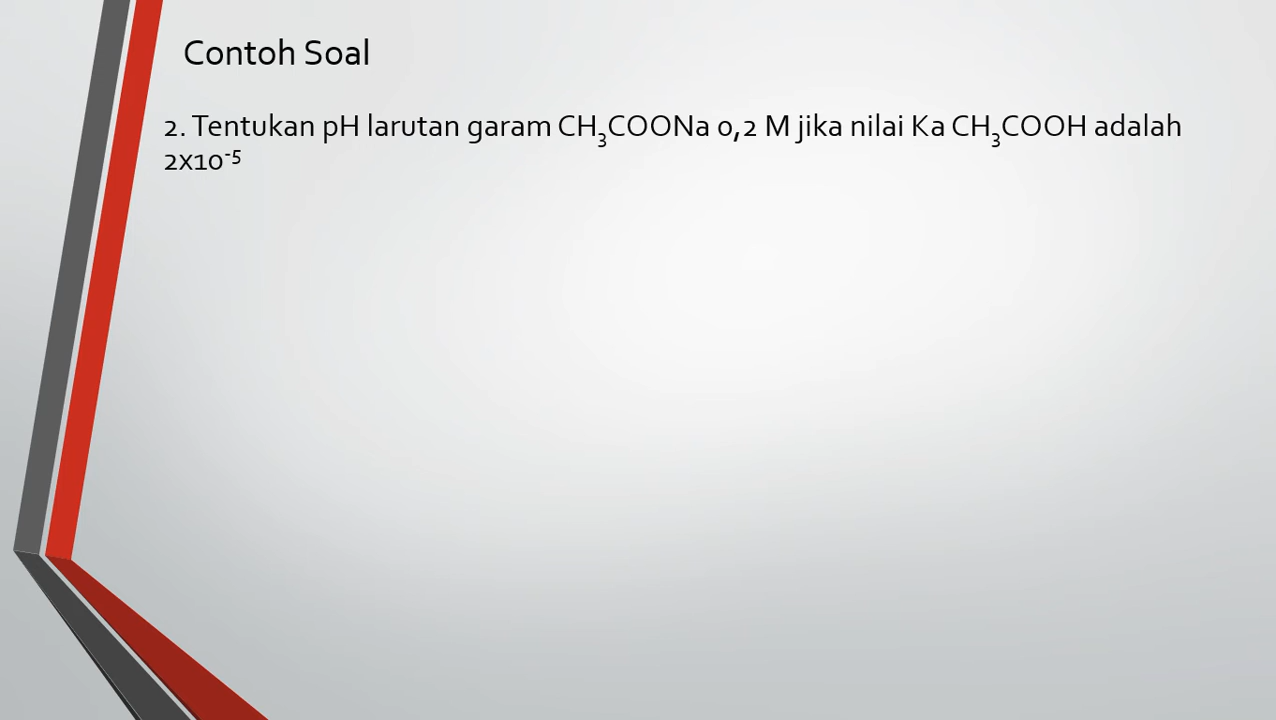 Contoh Soal
2. Tentukan pH larutan garam CH₃COONa 0,2 M jika nilai Ka CH₃COOH adalah
2x10⁻⁵